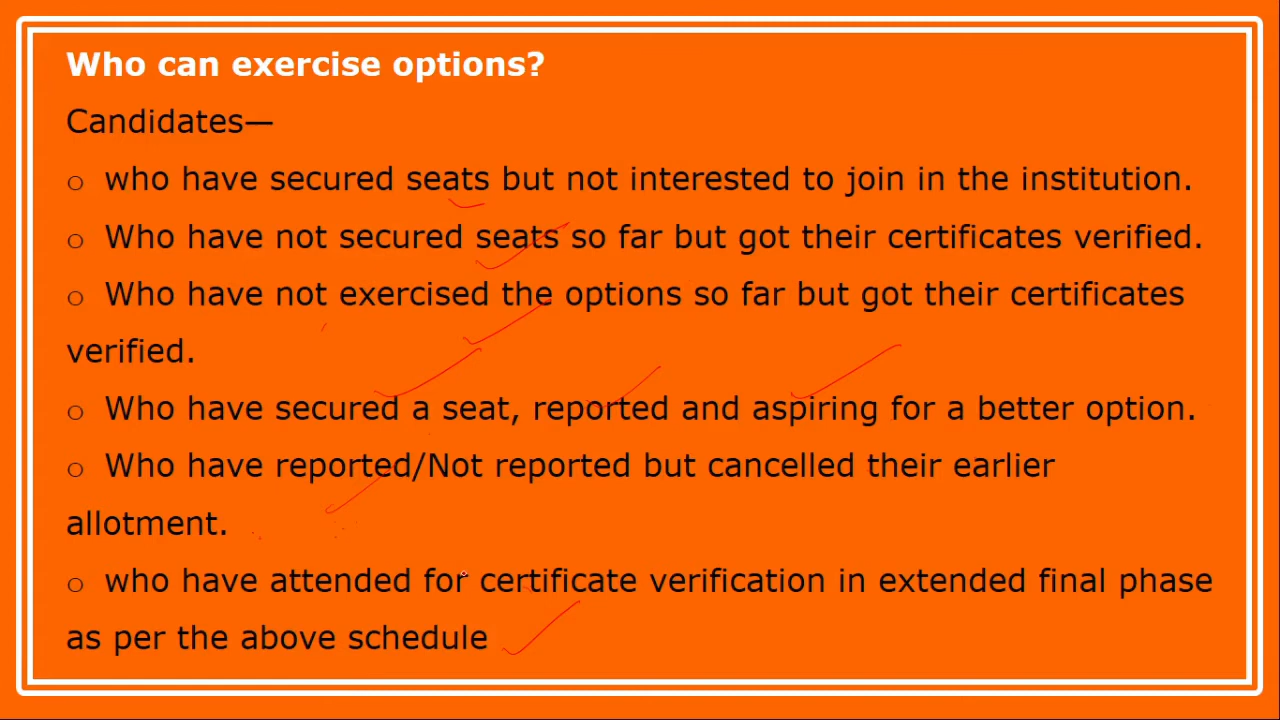 Who can exercise options?
Candidates—
o who have secured seats but not interested to join in the institution.
o Who have not secured seats so far but got their certificates verified.
o Who have not exercised the options so far but got their certificates
verified.
o Who have secured a seat, reported and aspiring for a better option.
o Who have reported/Not reported but cancelled their earlier
allotment.
o who have attended for certificate verification in extended final phase
as per the above schedule